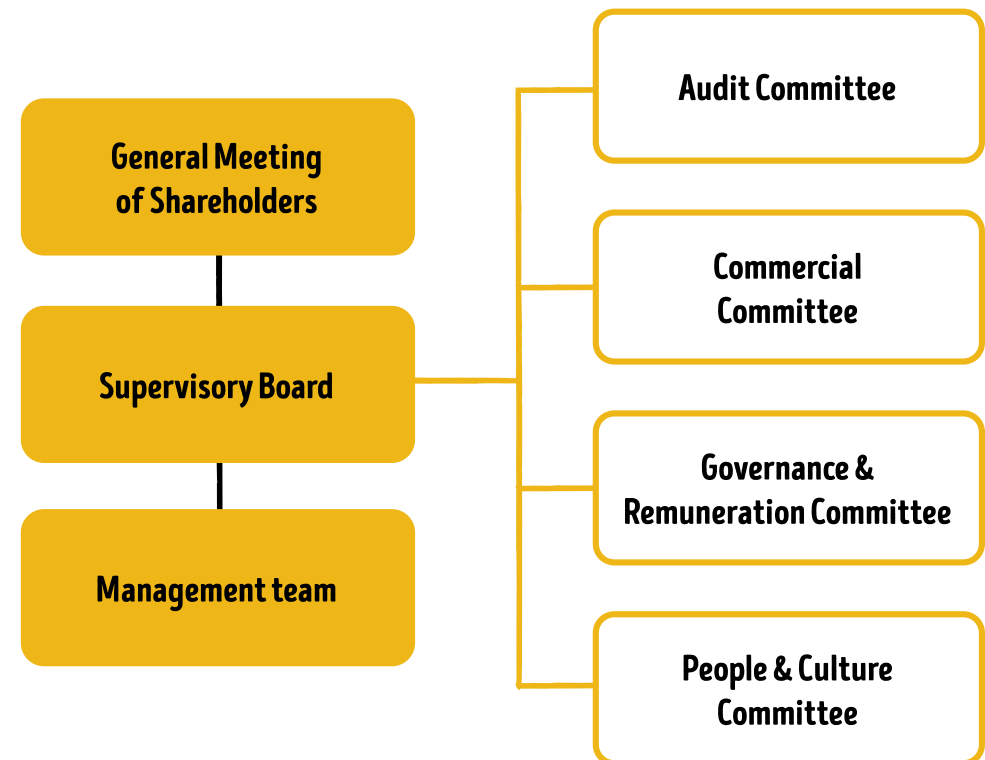 General Meeting
of Shareholders
Supervisory Board
Management team
Audit Committee
Commercial
Committee
Governance &
Remuneration Committee
People & Culture
Committee